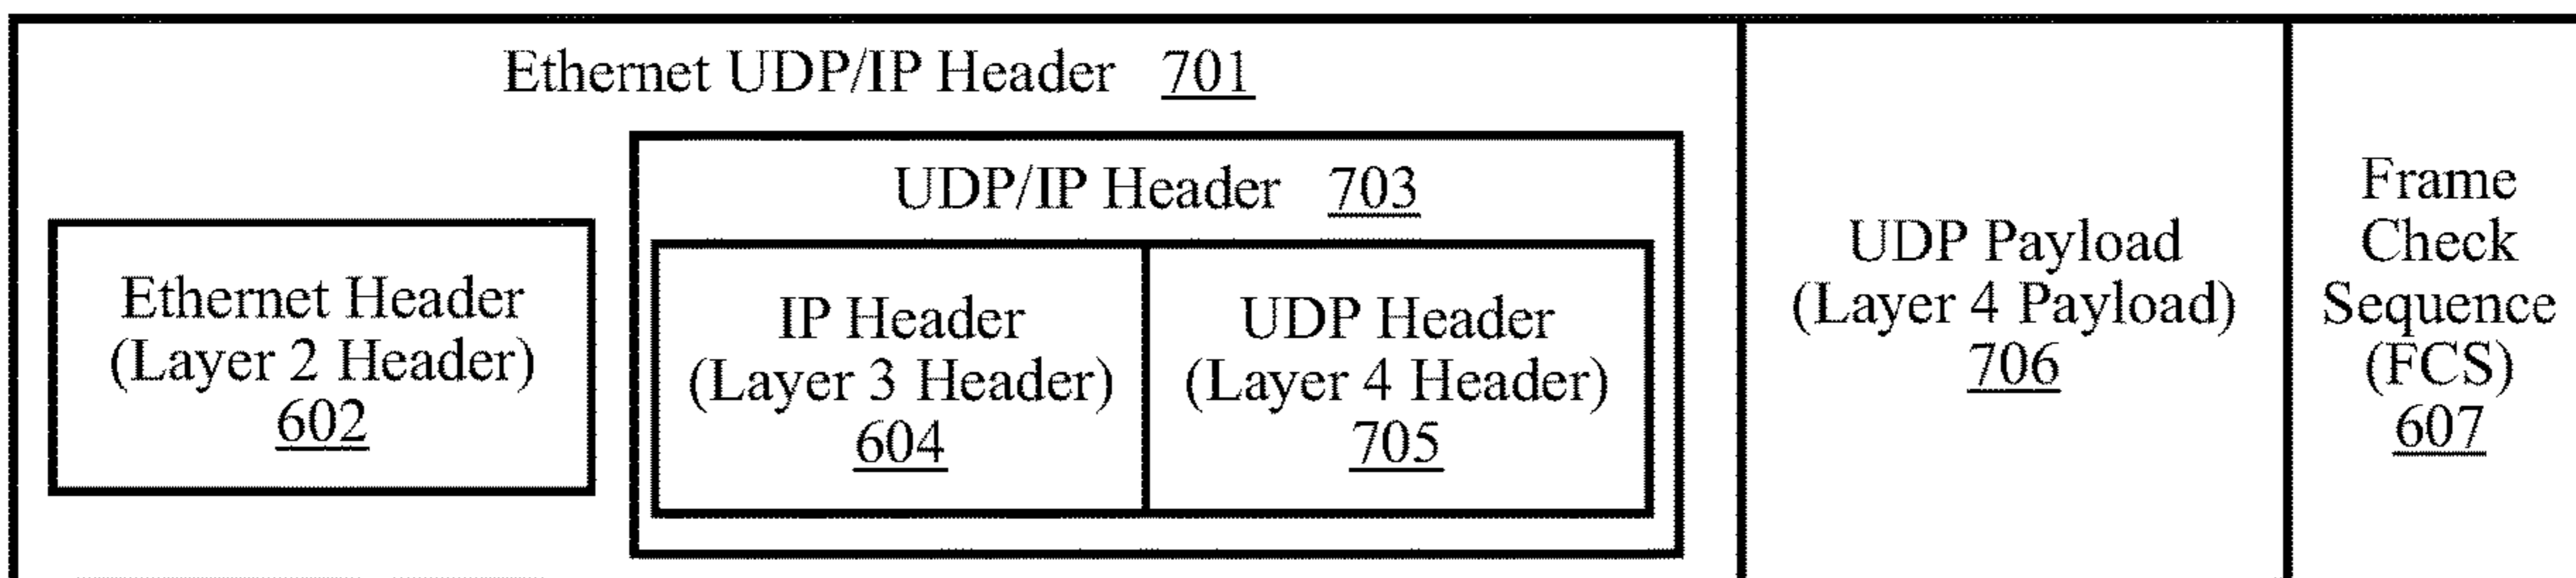 Ethernet UDP/IP Header 701
UDP/IP Header 703
Ethernet Header
(Layer 2 Header)
602
IP Header
(Layer 3 Header)
604
UDP Header
(Layer 4 Header)
705
UDP Payload
(Layer 4 Payload)
706
Frame
Check
Sequence
(FCS)
607